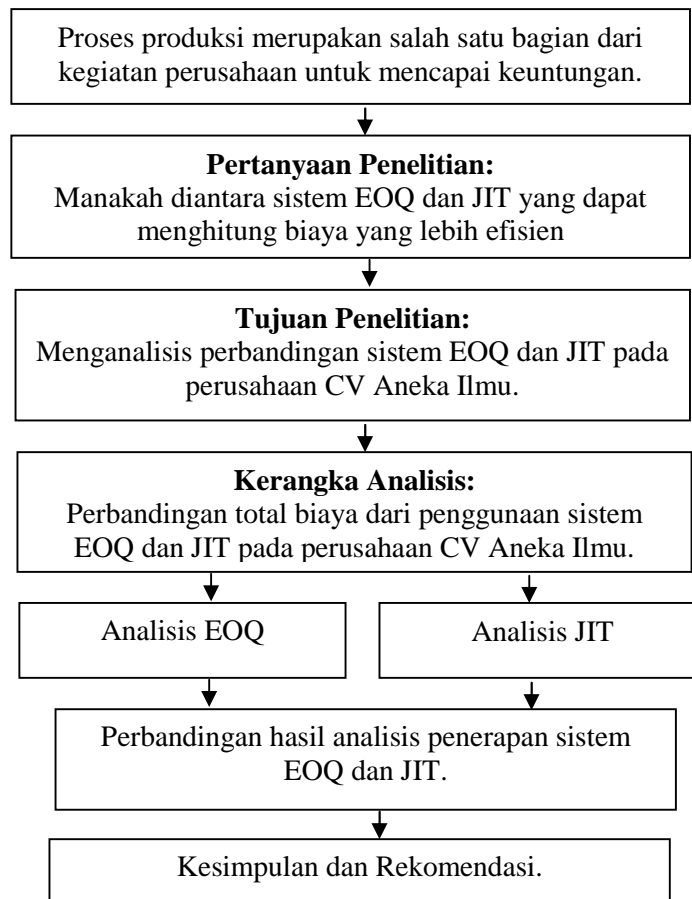 Proses produksi merupakan salah satu bagian dari
kegiatan perusahaan untuk mencapai keuntungan.
Pertanyaan Penelitian:
Manakah diantara sistem EOQ dan JIT yang dapat
menghitung biaya yang lebih efisien
Tujuan Penelitian:
Menganalisis perbandingan sistem EOQ dan JIT pada
perusahaan CV Aneka Ilmu.
Kerangka Analisis:
Perbandingan total biaya dari penggunaan sistem
EOQ dan JIT pada perusahaan CV Aneka Ilmu.
Analisis EOQ
Analisis JIT
Perbandingan hasil analisis penerapan sistem
EOQ dan JIT.
Kesimpulan dan Rekomendasi.